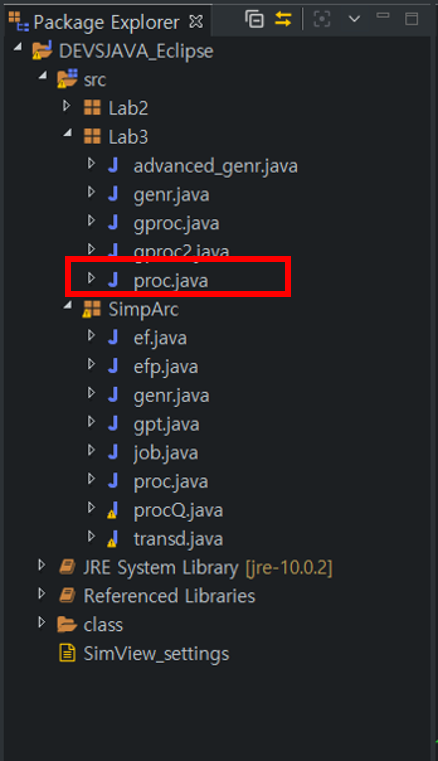 Package Explorer
DEVSJAVA_Eclipse
src
Lab2
Lab3
advanced_genr.java
genr.java
gproc.java
gproc2.java
proc.java
SimpArc
ef.java
efp.java
genr.java
gpt.java
job.java
proc.java
procQ.java
transd.java
JRE System Library [jre-10.0.2]
Referenced Libraries
class
SimView_settings